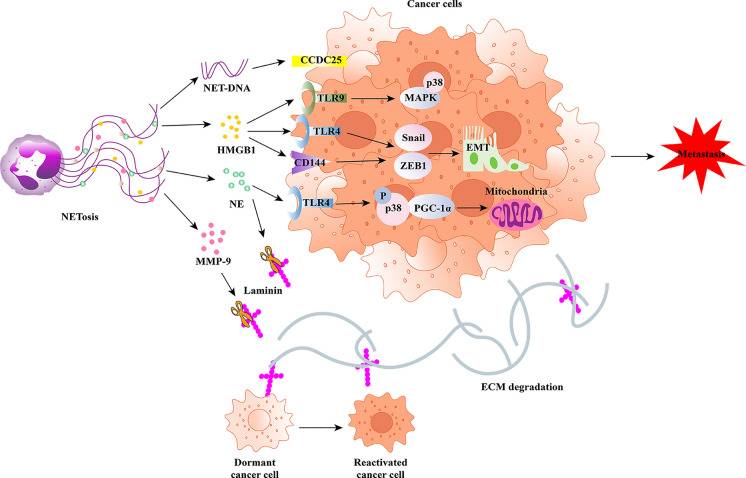 Cancer cells
CCDC25
NET-DNA
p38
TLR9
MAPK
TLR4
Snail
HMGB1
EMT
CD144
ZEB1
Metastasis
NETosis
NE
Mitochondria
P
TLR4
p38
PGC-1α
MMP-9
Laminin
ECM degradation
Dormant
cancer cell
Reactivated
cancer cell